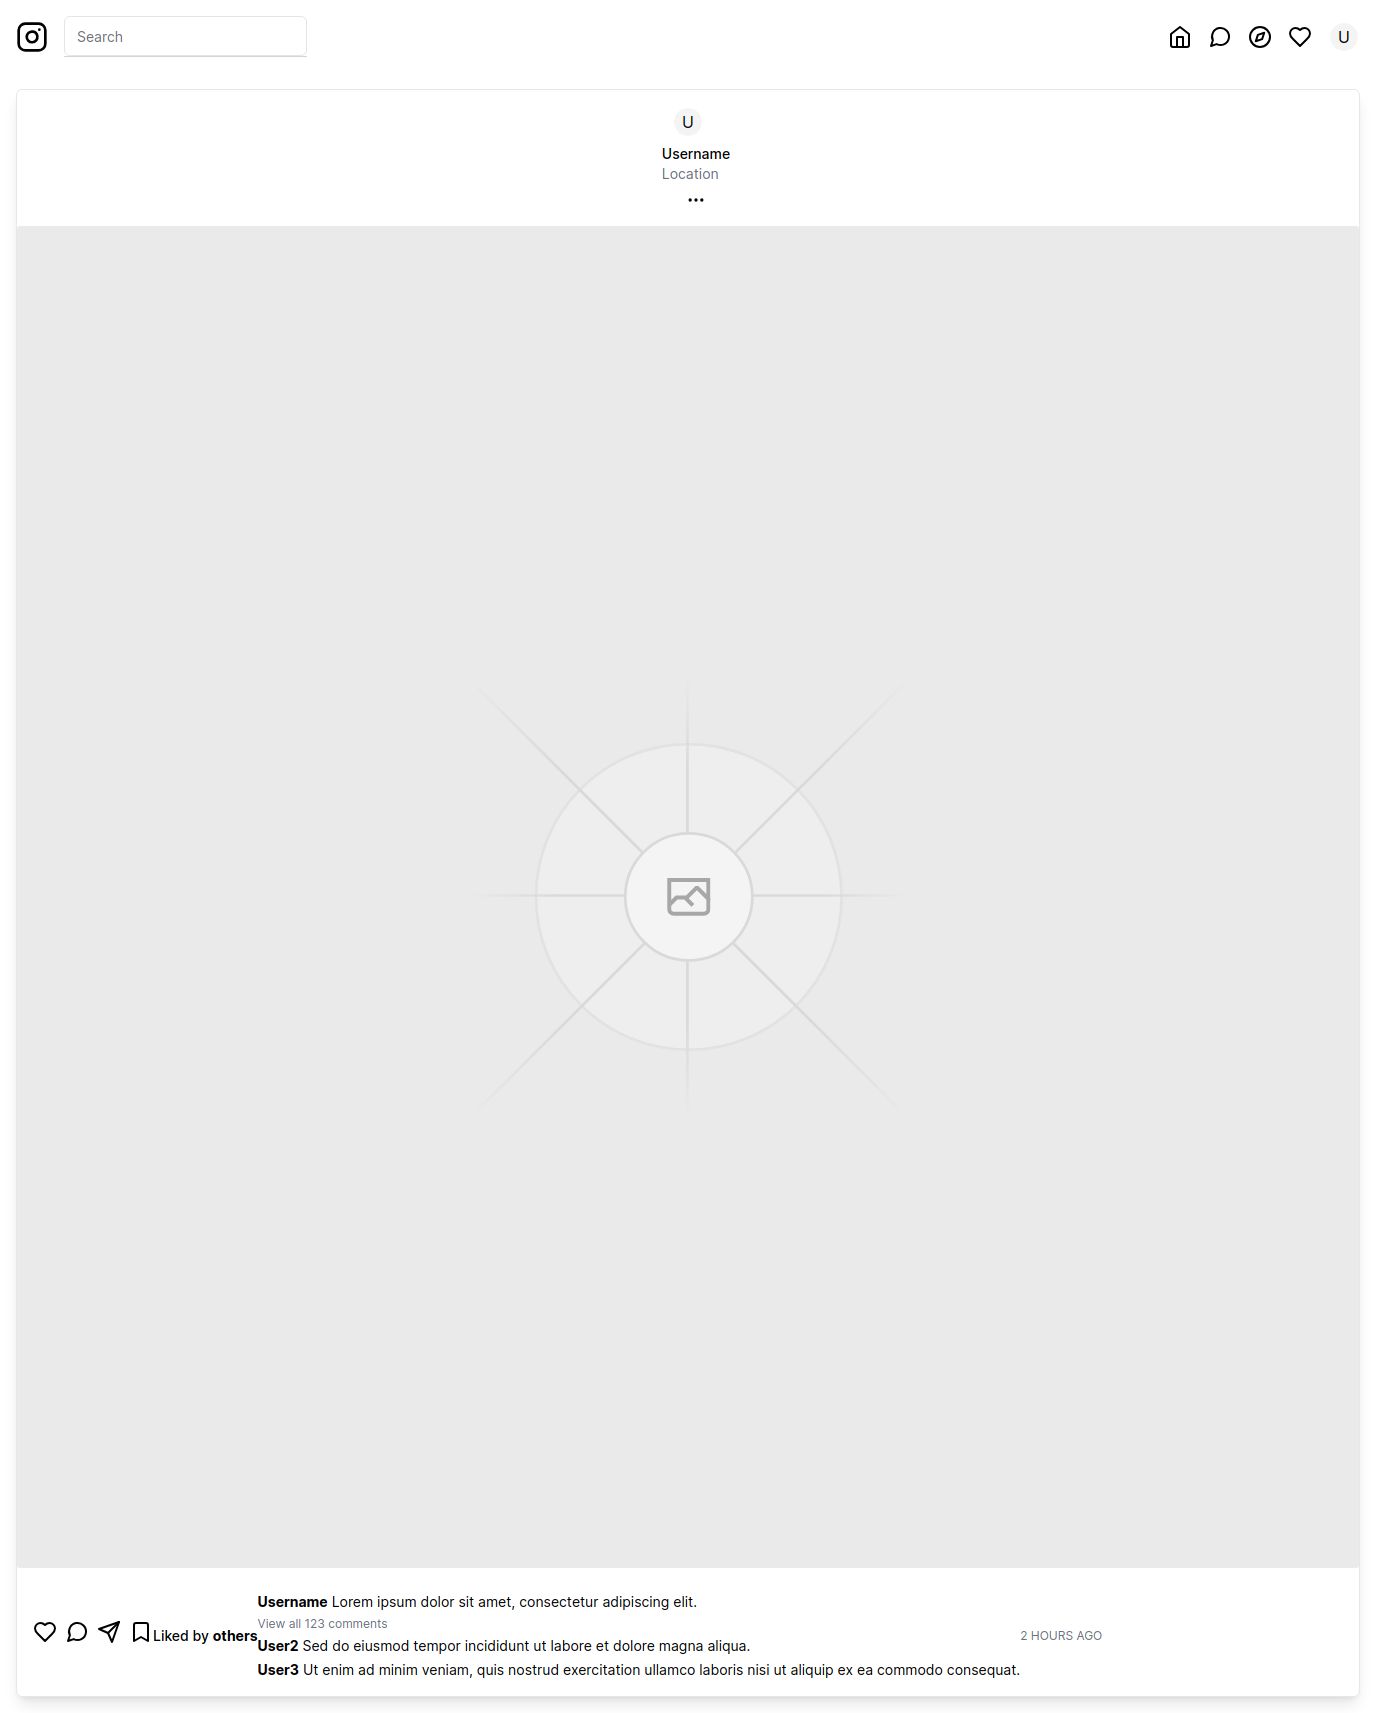 Search
U
U
Username
Location
Username Lorem ipsum dolor sit amet, consectetur adipiscing elit.
View all 123 comments
Liked by others
User2 Sed do eiusmod tempor incididunt ut labore et dolore magna aliqua.
2 HOURS AGO
User3 Ut enim ad minim veniam, quis nostrud exercitation ullamco laboris nisi ut aliquip ex ea commodo consequat.